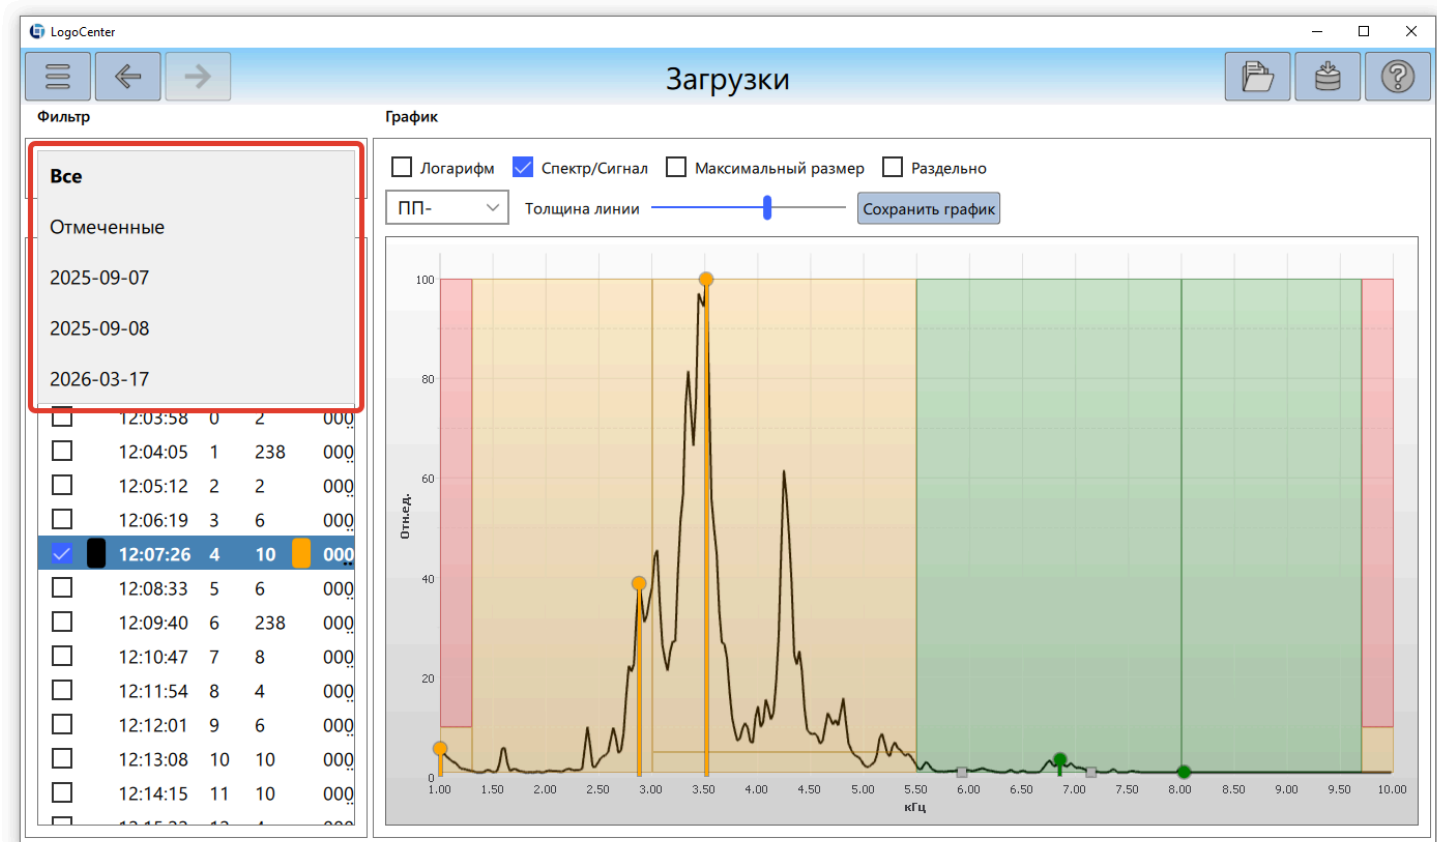 LogoCenter
Загрузки
Фильтр
График
Все
Отмеченные
2025-09-07
2025-09-08
2026-03-17
12:03:58 0 2 000
12:04:05 1 238 000
12:05:12 2 2 000
12:06:19 3 6 000
12:07:26 4 10 000
12:08:33 5 6 000
12:09:40 6 238 000
12:10:47 7 8 000
12:11:54 8 4 000
12:12:01 9 6 000
12:13:08 10 10 000
12:14:15 11 10 000
Логарифм Спектр/Сигнал Максимальный размер Раздельно
ПП- Толщина линии Сохранить график
100
80
60
40
20
0
Отн.ед.
1.00 1.50 2.00 2.50 3.00 3.50 4.00 4.50 5.00 5.50 6.00 6.50 7.00 7.50 8.00 8.50 9.00 9.50 10.00
кГц